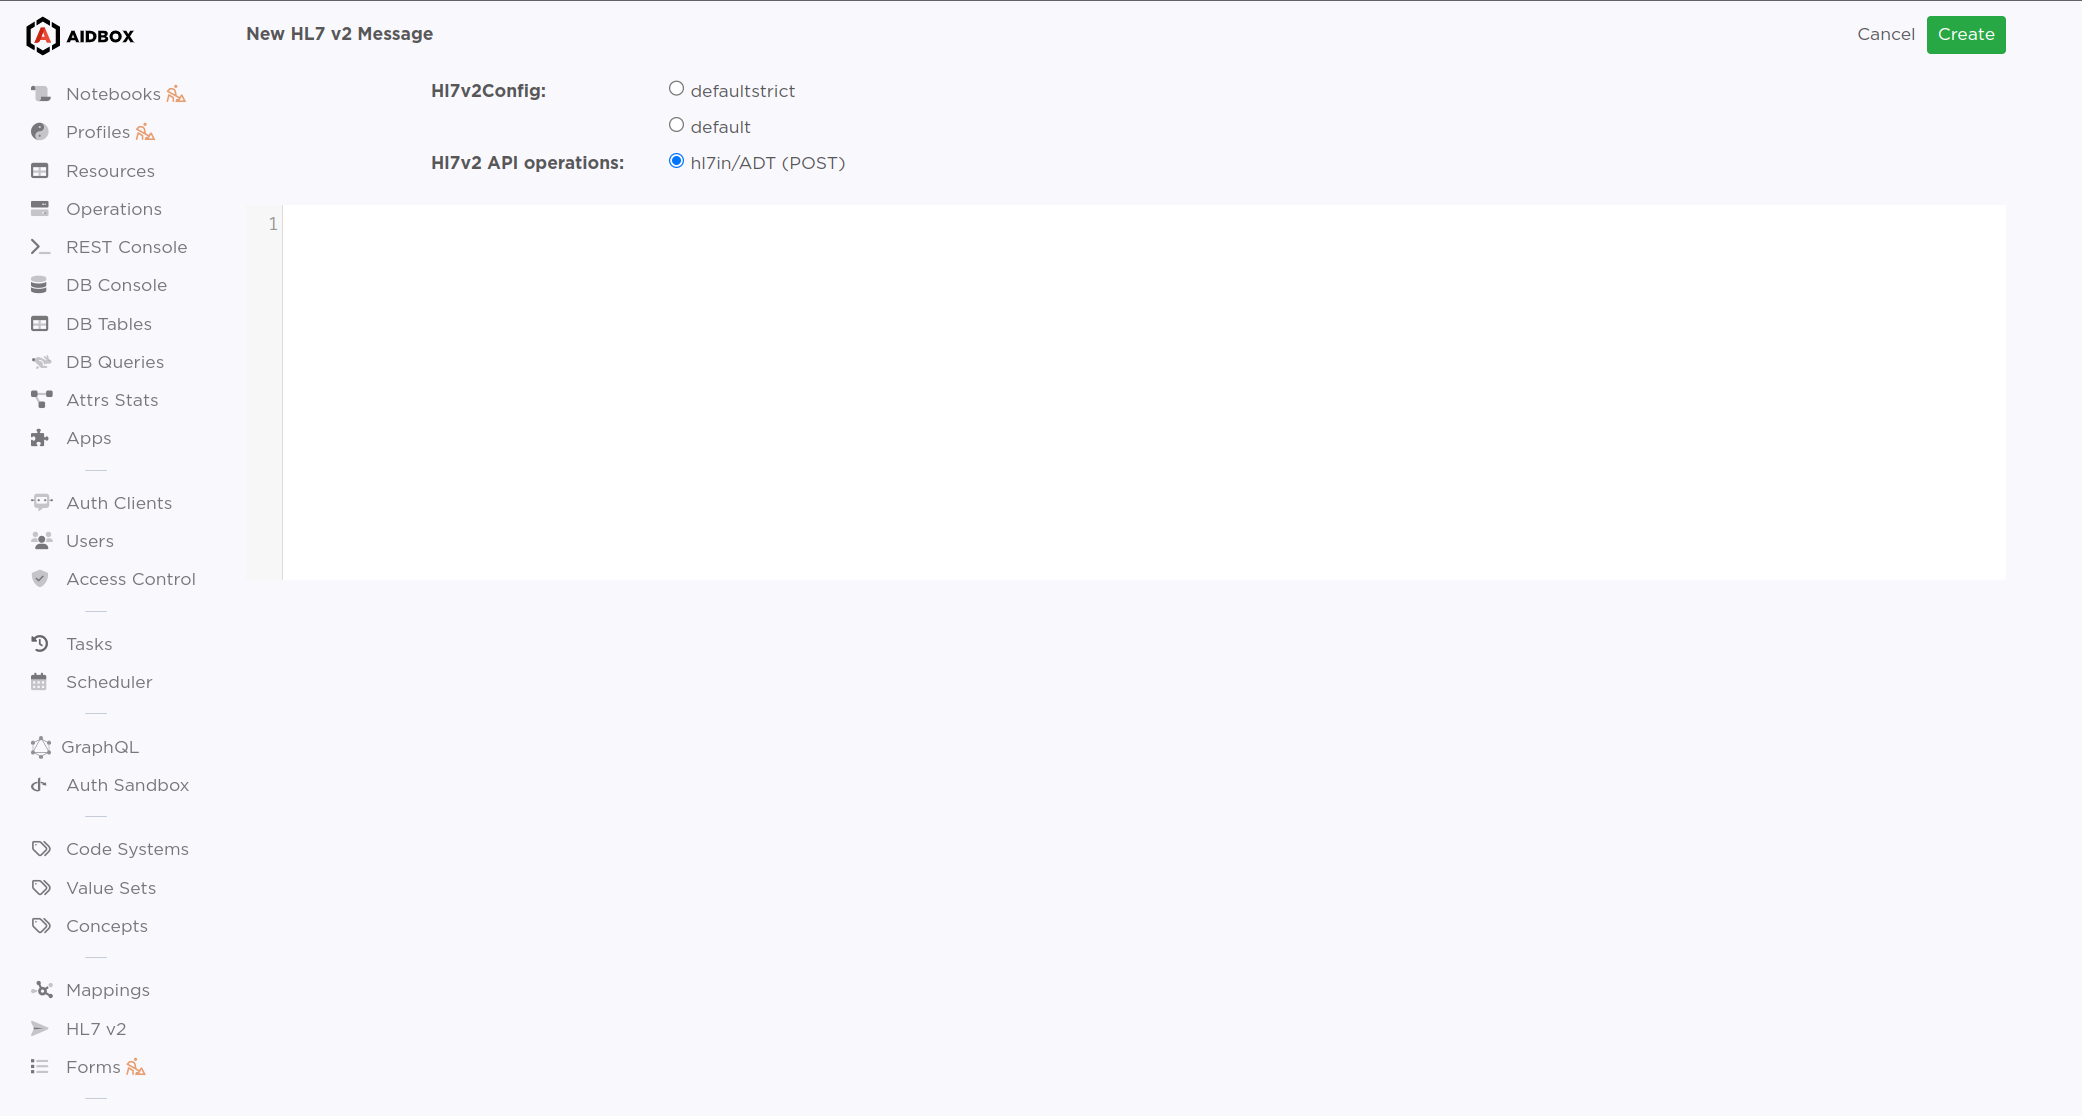 AIDBOX
New HL7 v2 Message
Cancel
Create
Notebooks
Profiles
Resources
Operations
REST Console
DB Console
DB Tables
DB Queries
Attrs Stats
Apps
Auth Clients
Users
Access Control
Tasks
Scheduler
GraphQL
Auth Sandbox
Code Systems
Value Sets
Concepts
Mappings
HL7 v2
Forms
Hl7v2Config:
defaultstrict
default
Hl7v2 API operations:
hl7in/ADT (POST)
1